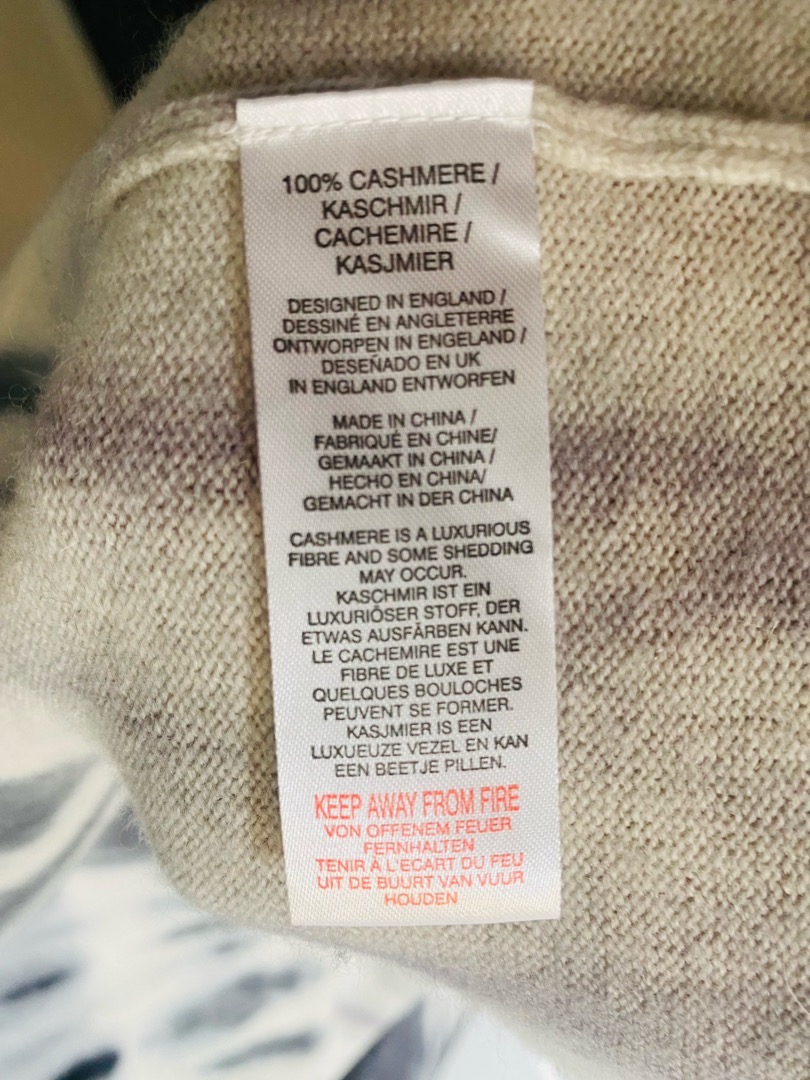 100% CASHMERE /
KASCHMIR /
CACHEMIRE /
KASJMIER
DESIGNED IN ENGLAND /
DESSINÉ EN ANGLETERRE
ONTWORPEN IN ENGELAND /
DESEÑADO EN UK
IN ENGLAND ENTWORFEN
MADE IN CHINA /
FABRIQUÉ EN CHINE/
GEMAAKT IN CHINA /
HECHO EN CHINA/
GEMACHT IN DER CHINA
CASHMERE IS A LUXURIOUS
FIBRE AND SOME SHEDDING
MAY OCCUR.
KASCHMIR IST EIN
LUXURIÖSER STOFF, DER
ETWAS AUSFÄRBEN KANN.
LE CACHEMIRE EST UNE
FIBRE DE LUXE ET
QUELQUES BOULOCHES
PEUVENT SE FORMER.
KASJMIER IS EEN
LUXUEUZE VEZEL EN KAN
EEN BEETJE PILLEN.
KEEP AWAY FROM FIRE
VON OFFENEM FEUER
FERNHALTEN
TENIR À L'ECART DU FEU
UIT DE BUURT VAN VUUR
HOUDEN